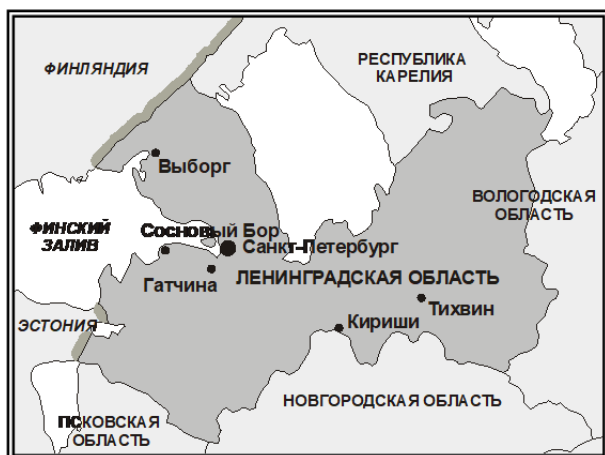 ФИНЛЯНДИЯ
РЕСПУБЛИКА
КАРЕЛИЯ
Выборг
ВОЛОГОДСКАЯ
ОБЛАСТЬ
ФИНСКИЙ
ЗАЛИВ
Сосновый Бор
Санкт-Петербург
ЛЕНИНГРАДСКАЯ ОБЛАСТЬ
Гатчина
Тихвин
ЭСТОНИЯ
Кириши
НОВГОРОДСКАЯ ОБЛАСТЬ
ПСКОВСКАЯ
ОБЛАСТЬ